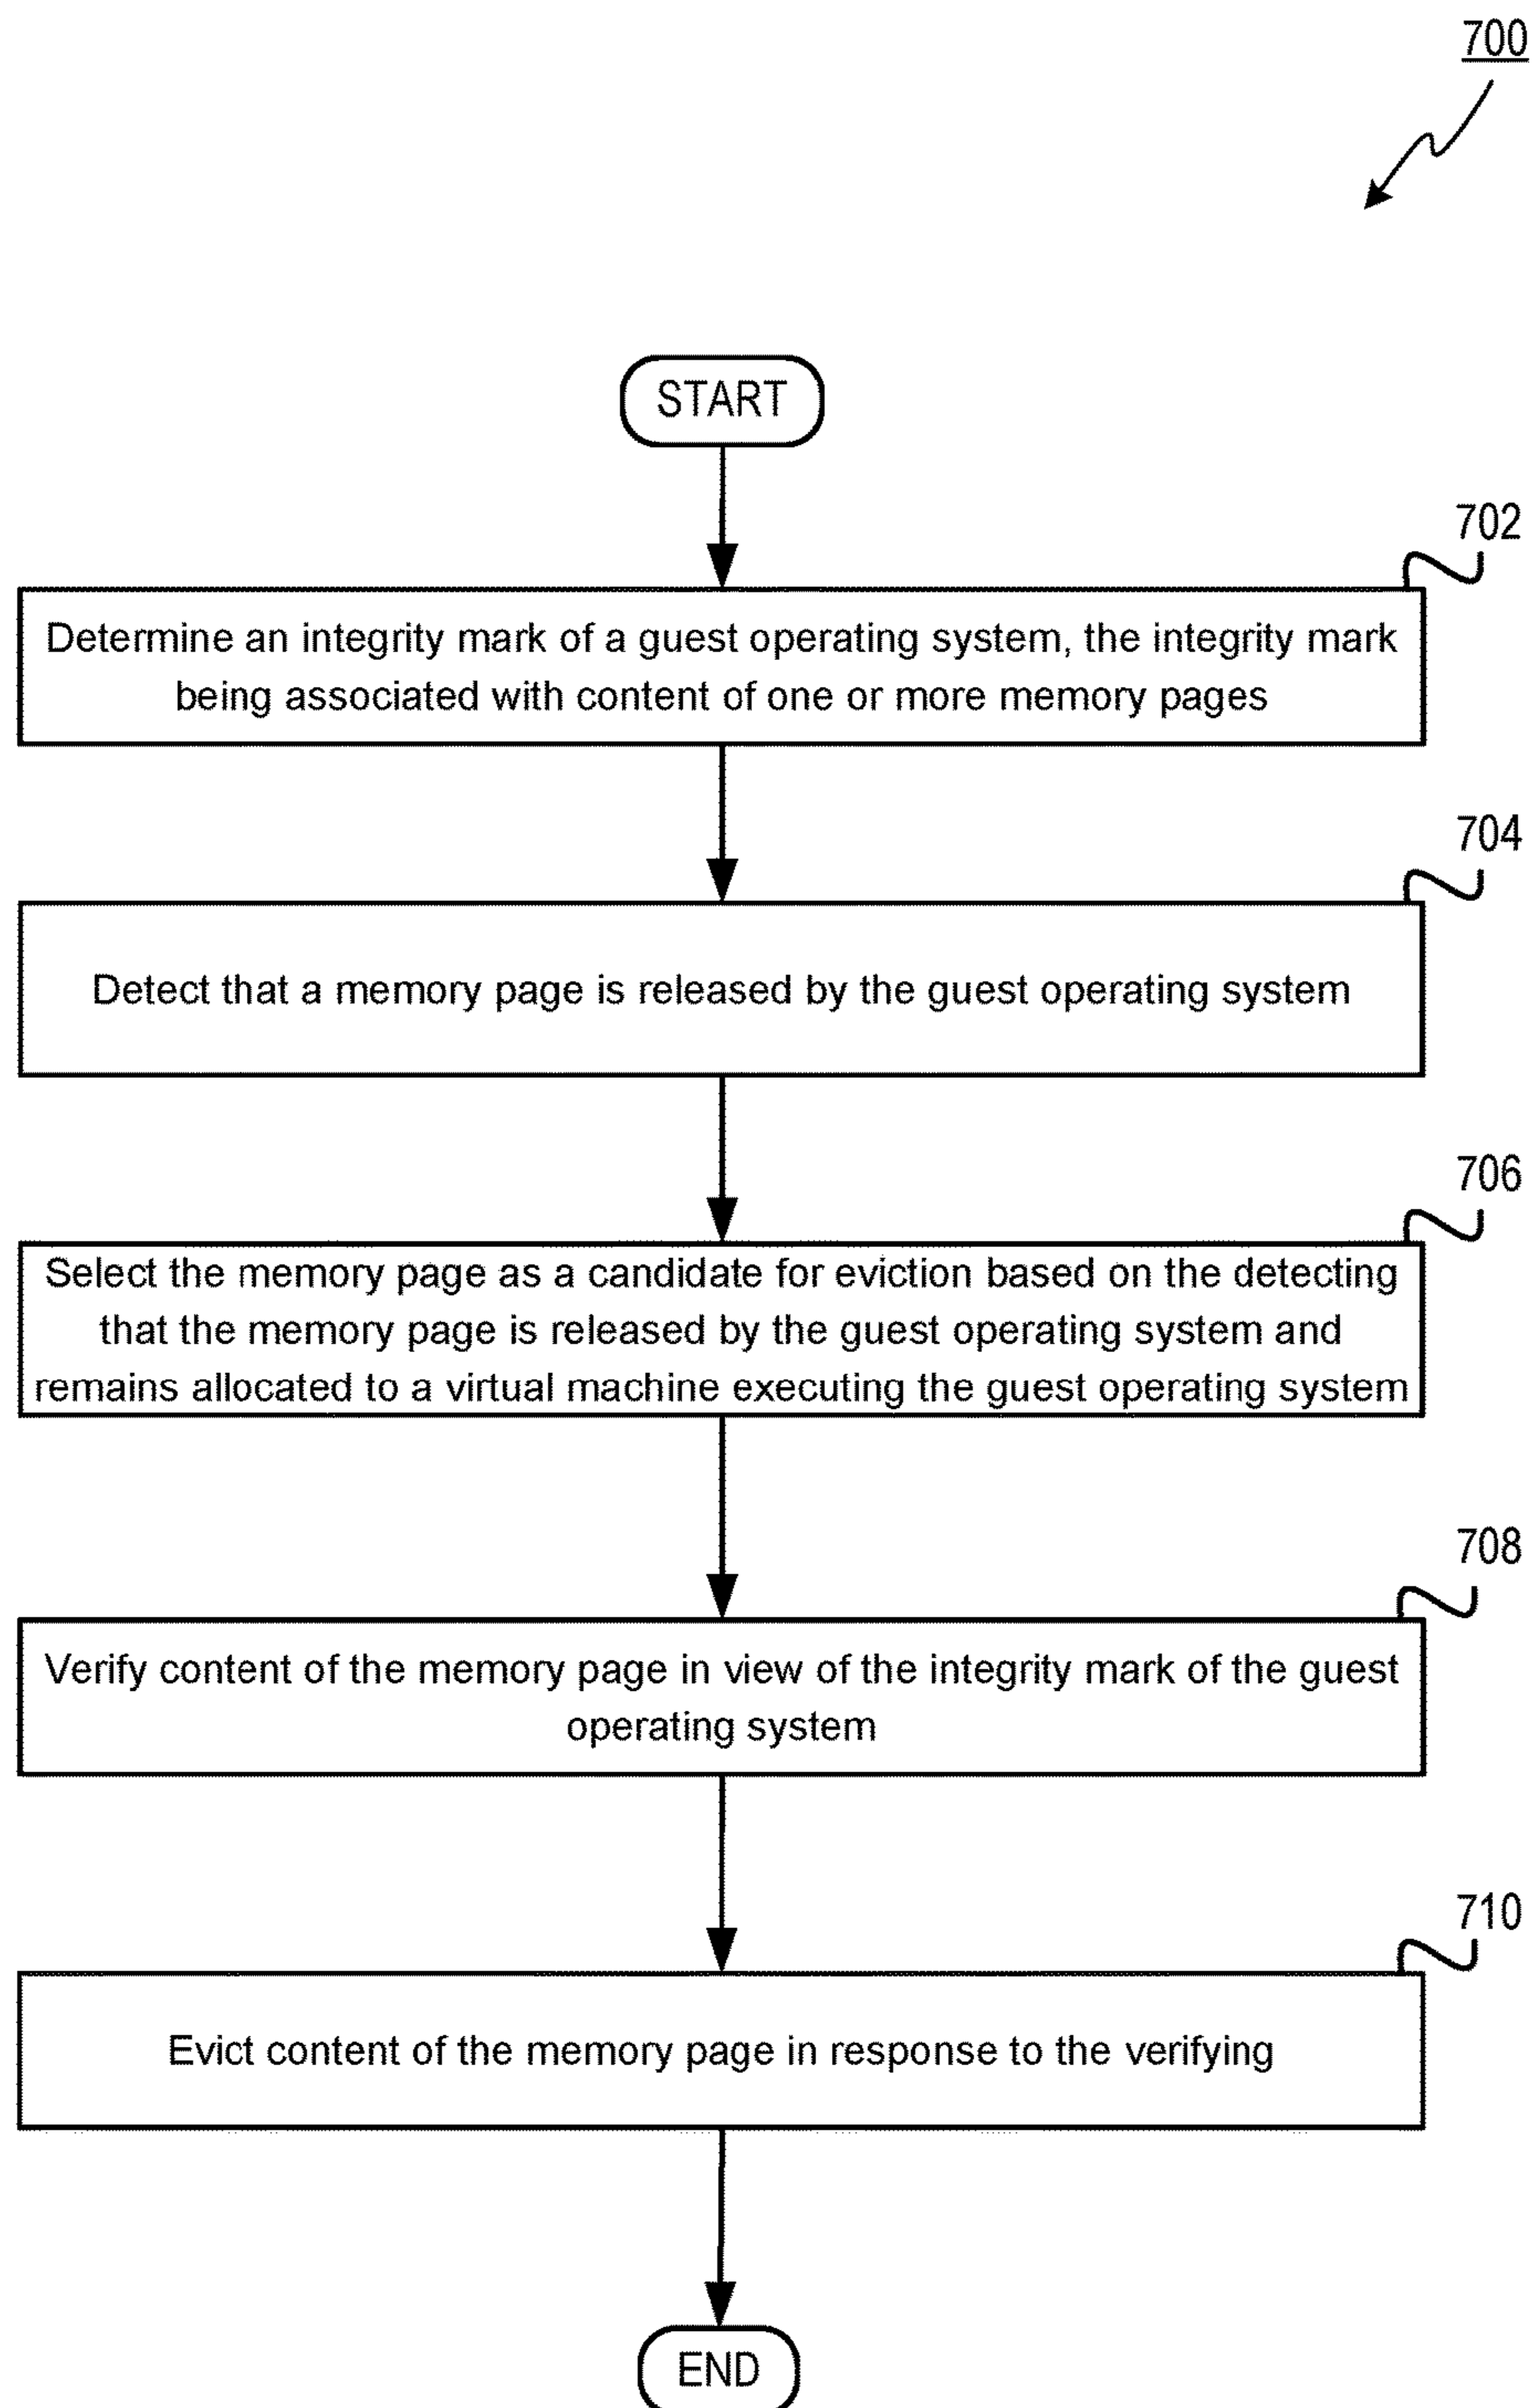 700
START
702
Determine an integrity mark of a guest operating system, the integrity mark
being associated with content of one or more memory pages
704
Detect that a memory page is released by the guest operating system
706
Select the memory page as a candidate for eviction based on the detecting
that the memory page is released by the guest operating system and
remains allocated to a virtual machine executing the guest operating system
708
Verify content of the memory page in view of the integrity mark of the guest
operating system
710
Evict content of the memory page in response to the verifying
END